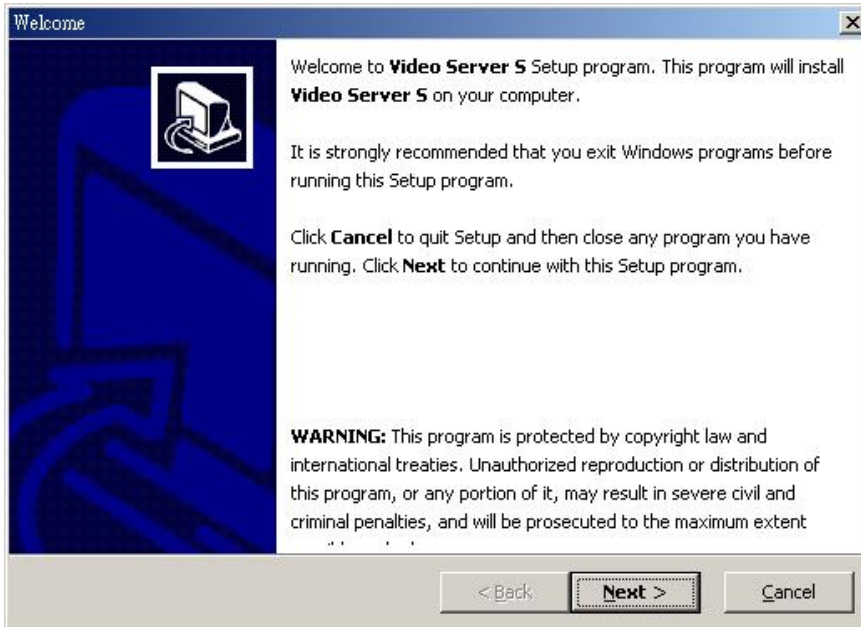 Welcome
Welcome to Video Server S Setup program. This program will install
Video Server S on your computer.
It is strongly recommended that you exit Windows programs before
running this Setup program.
Click Cancel to quit Setup and then close any program you have
running. Click Next to continue with this Setup program.
WARNING: This program is protected by copyright law and
international treaties. Unauthorized reproduction or distribution of
this program, or any portion of it, may result in severe civil and
criminal penalties, and will be prosecuted to the maximum extent
< Back
Next >
Cancel